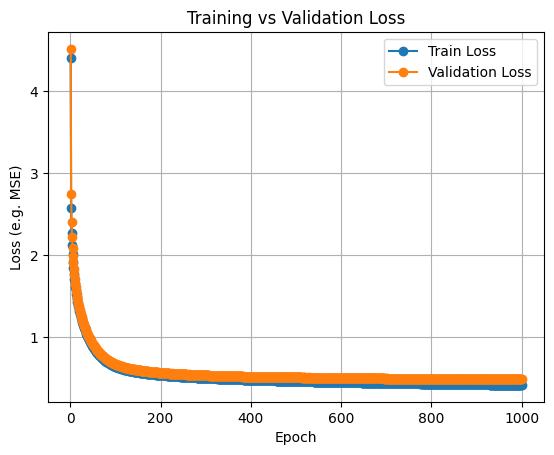 Training vs Validation Loss
Train Loss
Validation Loss
Loss (e.g. MSE)
4
3
2
1
0 200 400 600 800 1000
Epoch